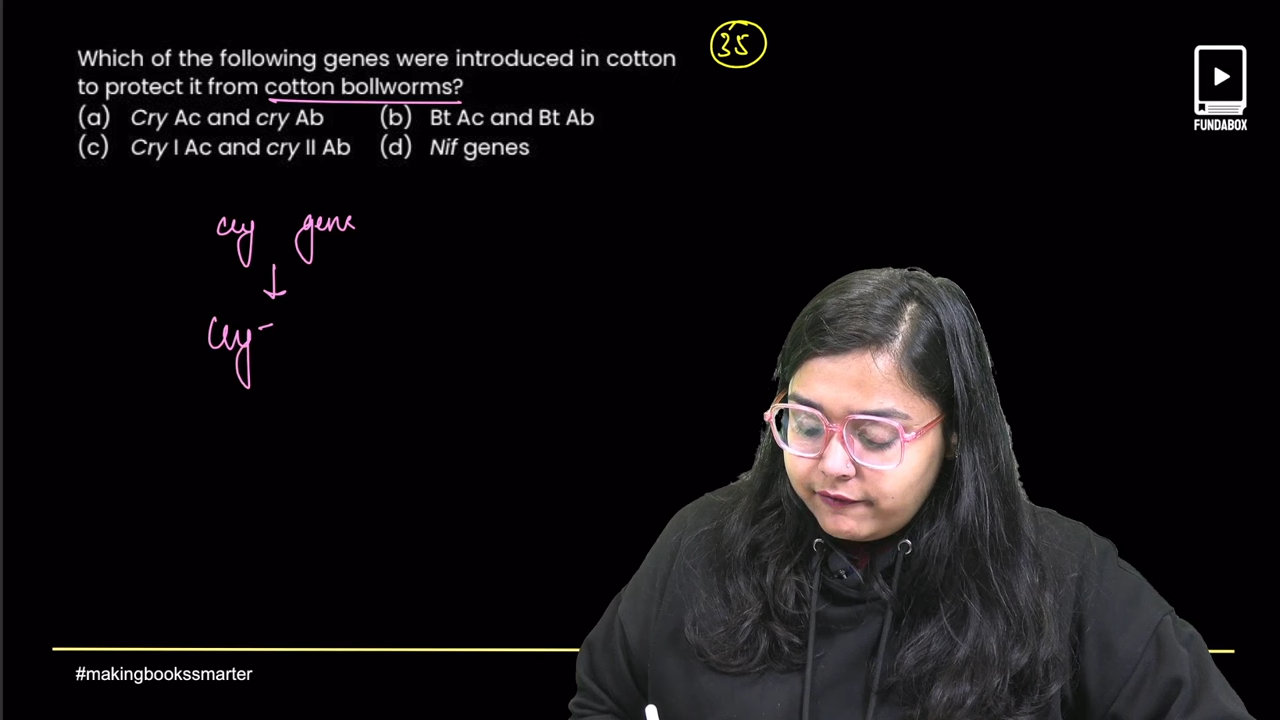 35
Which of the following genes were introduced in cotton
to protect it from cotton bollworms?
(a) Cry Ac and cry Ab (b) Bt Ac and Bt Ab
(c) Cry I Ac and cry II Ab (d) Nif genes
FUNDABOX
cry gene
Cry-
#makingbookssmarter